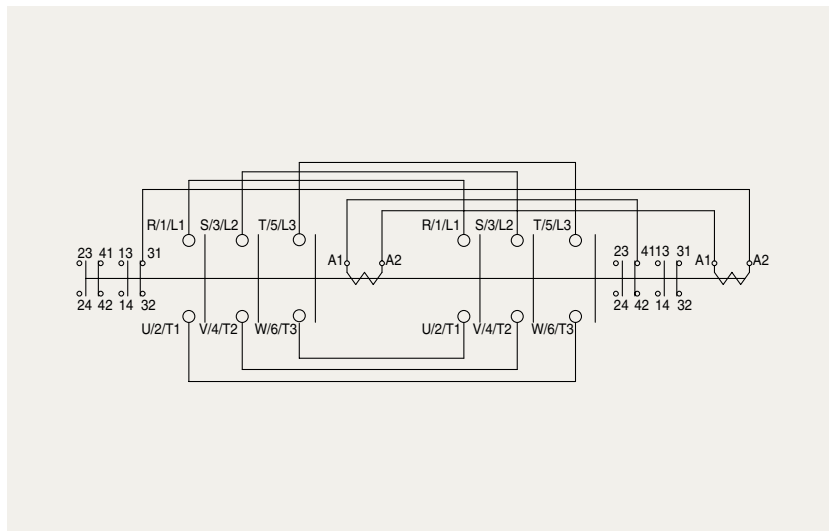 R/1/L1 S/3/L2 T/5/L3 R/1/L1 S/3/L2 T/5/L3
23 41 13 31 A1 A2 23 41 13 31 A1 A2
24 42 14 32 24 42 14 32
U/2/T1 V/4/T2 W/6/T3 U/2/T1 V/4/T2 W/6/T3